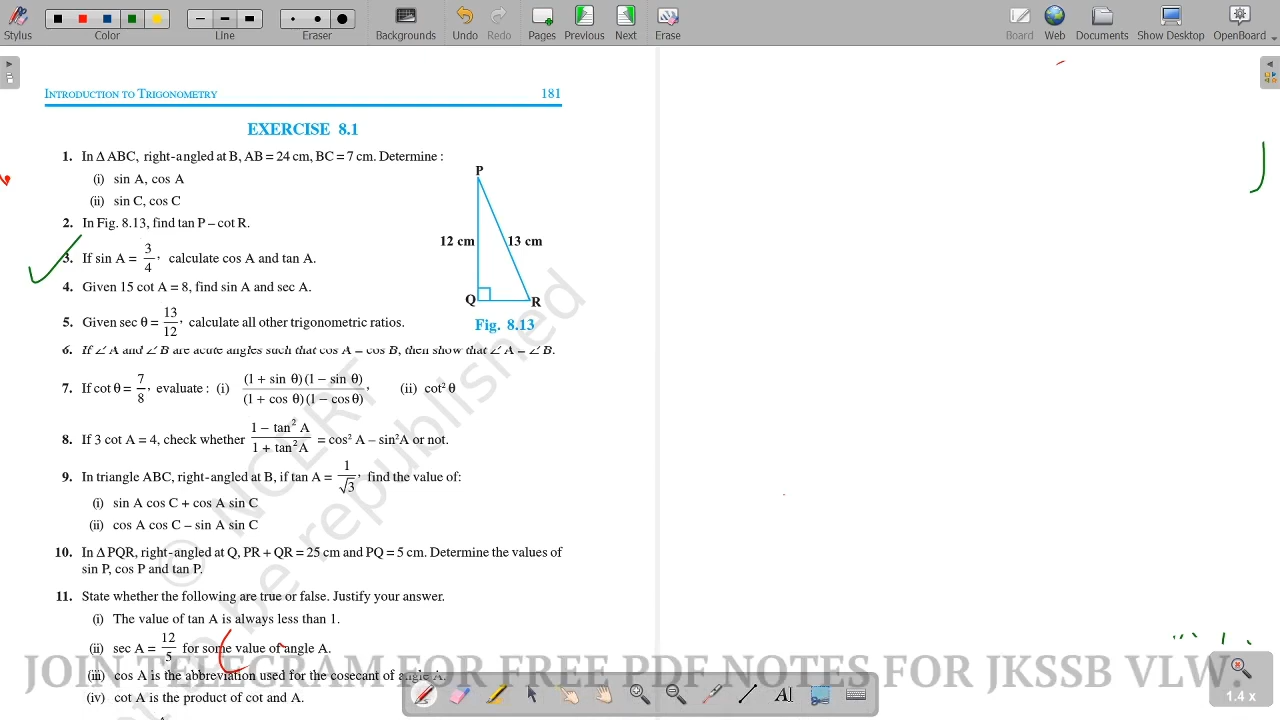 Stylus Color Line Eraser Backgrounds Undo Redo Pages Previous Next Erase Board Web Documents Show Desktop OpenBoard
INTRODUCTION TO TRIGONOMETRY 181
EXERCISE 8.1
1. In Δ ABC, right-angled at B, AB = 24 cm, BC = 7 cm. Determine :
(i) sin A, cos A
(ii) sin C, cos C
2. In Fig. 8.13, find tan P – cot R.
3. If sin A = 3/4, calculate cos A and tan A.
4. Given 15 cot A = 8, find sin A and sec A.
5. Given sec θ = 13/12, calculate all other trigonometric ratios.
P
12 cm 13 cm
Q R
Fig. 8.13
6. If ∠ A and ∠ B are acute angles such that cos A = cos B, then show that ∠ A = ∠ B.
7. If cot θ = 7/8, evaluate : (i) (1 + sin θ)(1 – sin θ)/(1 + cos θ)(1 – cos θ), (ii) cot² θ
8. If 3 cot A = 4, check whether (1 – tan² A)/(1 + tan² A) = cos² A – sin² A or not.
9. In triangle ABC, right-angled at B, if tan A = 1/√3, find the value of:
(i) sin A cos C + cos A sin C
(ii) cos A cos C – sin A sin C
10. In Δ PQR, right-angled at Q, PR + QR = 25 cm and PQ = 5 cm. Determine the values of
sin P, cos P and tan P.
11. State whether the following are true or false. Justify your answer.
(i) The value of tan A is always less than 1.
(ii) sec A = 12/5 for some value of angle A.
(iii) cos A is the abbreviation used for the cosecant of angle A.
(iv) cot A is the product of cot and A.
© NCERT
be republished
JOIN TELEGRAM FOR FREE PDF NOTES FOR JKSSB VLW.
1.4 x